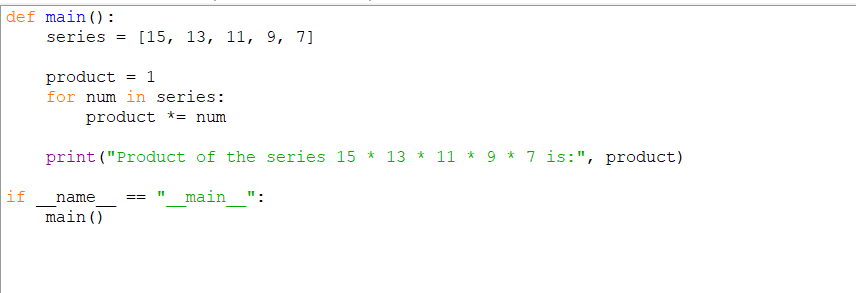 def main():
    series = [15, 13, 11, 9, 7]
    product = 1
    for num in series:
        product *= num
    print("Product of the series 15 * 13 * 11 * 9 * 7 is:", product)
if __name__ == "__main__":
    main()